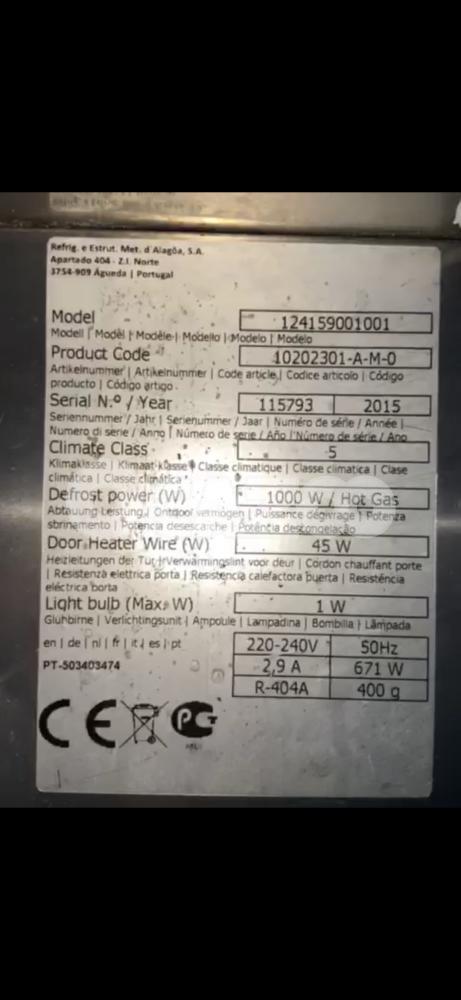 Refrig. e Estrut. Met. d'Alagôa, S.A.
Apartado 404 - Z.I. Norte
3754-909 Águeda | Portugal
Model 124159001001
Modell | Model | Modèle | Modello | Modelo | Modelo
Product Code 10202301-A-M-0
Artikelnummer | Artikelnummer | Code article | Codice articolo | Código
producto | Código artigo
Serial N.º / Year 115793 2015
Seriennummer / Jahr | Serienummer / Jaar | Numéro de série / Année |
Numero di serie / Anno | Número de serie / Año | Número de série / Ano
Climate Class 5
Klimaklasse | Klimaat klasse | Classe climatique | Classe climatica | Clase
climática | Classe climática
Defrost power (W) 1000 W / Hot Gas
Abtauung Leistung | Ontdooi vermogen | Puissance dégivrage | Potenza
sbrinamento | Potencia desescarche | Potência descongelação
Door Heater Wire (W) 45 W
Heizleitungen der Tür | Verwärmingslint voor deur | Cordon chauffant porte
| Resistenza elettrica porta | Resistencia calefactora puerta | Resistência
eléctrica porta
Light bulb (Max. W) 1 W
Gluhbirne | Verlichtingsunit | Ampoule | Lampadina | Bombilla | Lâmpada
en | de | nl | fr | it | es | pt 220-240V 50Hz
PT-503403474 2,9 A 671 W
R-404A 400 g
CE PCT